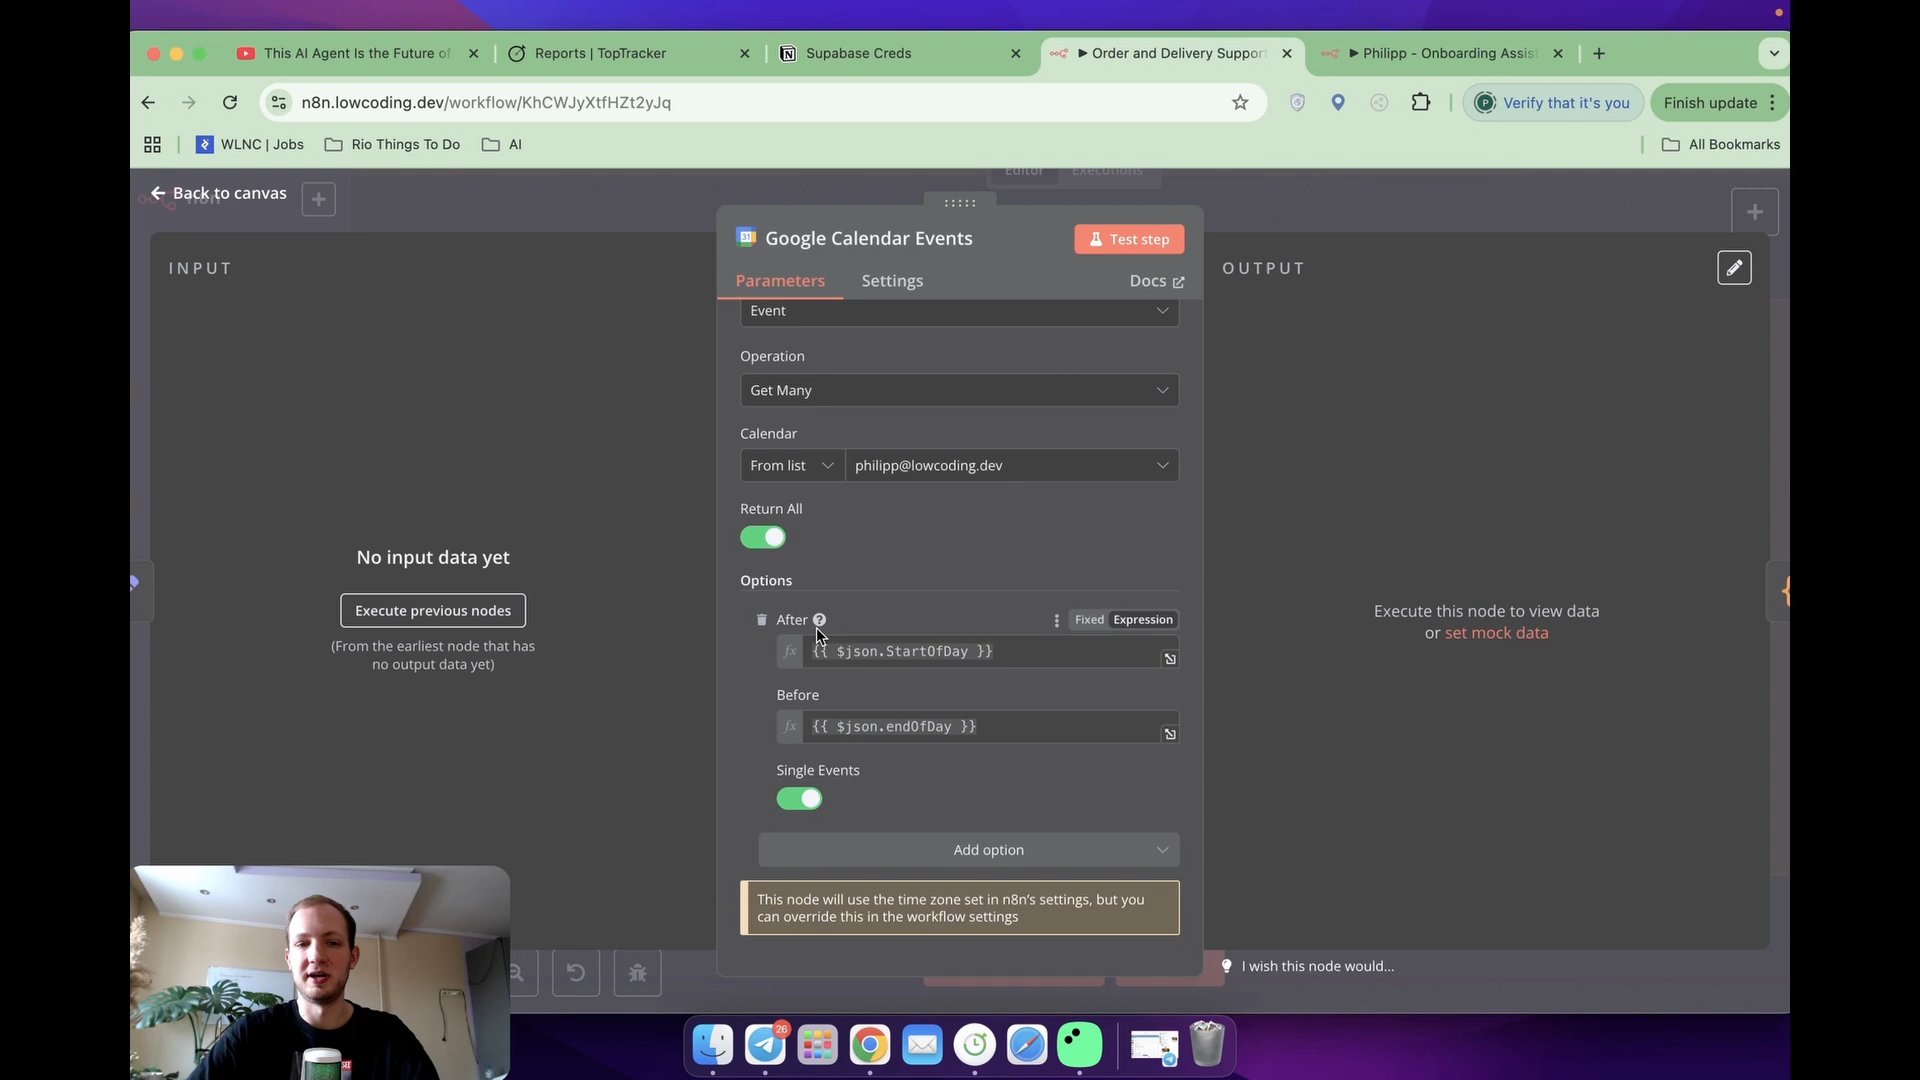 This AI Agent Is the Future of
Reports | TopTracker
Supabase Creds
Order and Delivery Support
Philipp - Onboarding Assist
n8n.lowcoding.dev/workflow/KhCWJyXtfHZt2yJq
Verify that it's you
Finish update
WLNC | Jobs
Rio Things To Do
AI
All Bookmarks
Back to canvas
Editor
Executions
INPUT
Google Calendar Events
Test step
OUTPUT
Parameters
Settings
Docs
Event
Operation
Get Many
Calendar
From list
philipp@lowcoding.dev
Return All
No input data yet
Execute previous nodes
(From the earliest node that has
no output data yet)
Options
After
Fixed
Expression
fx
{{ $json.StartOfDay }}
Before
fx
{{ $json.endOfDay }}
Single Events
Add option
This node will use the time zone set in n8n's settings, but you
can override this in the workflow settings
Execute this node to view data
or set mock data
I wish this node would...
26